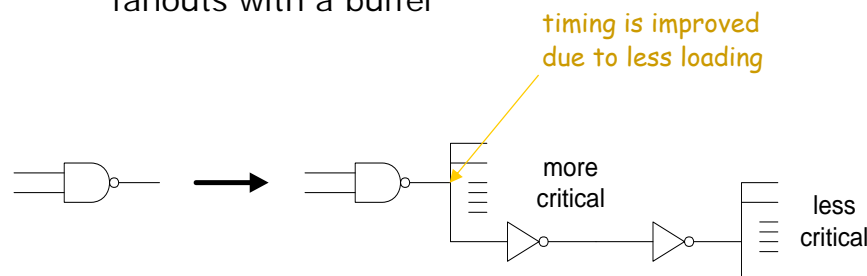 fanouts with a buffer
timing is improved
due to less loading
more
critical
less
critical